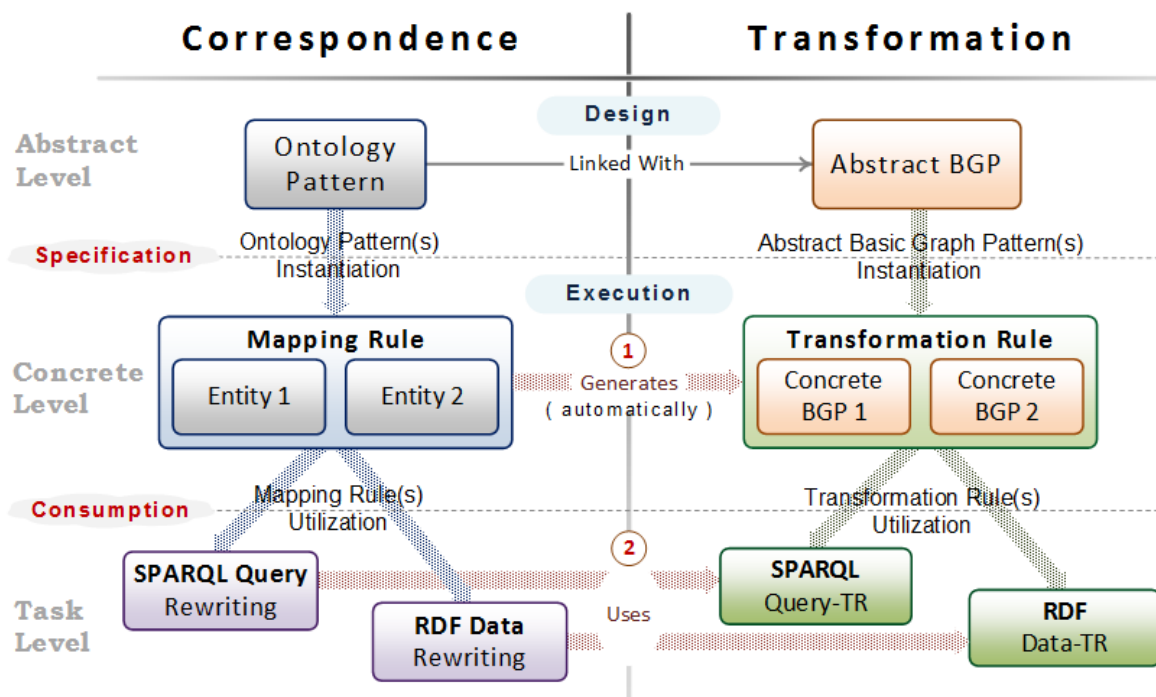 Correspondence
Transformation
Design
Abstract
Level
Ontology
Pattern
Linked With
Abstract BGP
Specification
Ontology Pattern(s)
Instantiation
Abstract Basic Graph Pattern(s)
Instantiation
Execution
Concrete
Level
Mapping Rule
Entity 1
Entity 2
1
Generates
( automatically )
Transformation Rule
Concrete
BGP 1
Concrete
BGP 2
Consumption
Mapping Rule(s)
Utilization
Transformation Rule(s)
Utilization
2
Task
Level
SPARQL Query
Rewriting
RDF Data
Rewriting
Uses
SPARQL
Query-TR
RDF
Data-TR